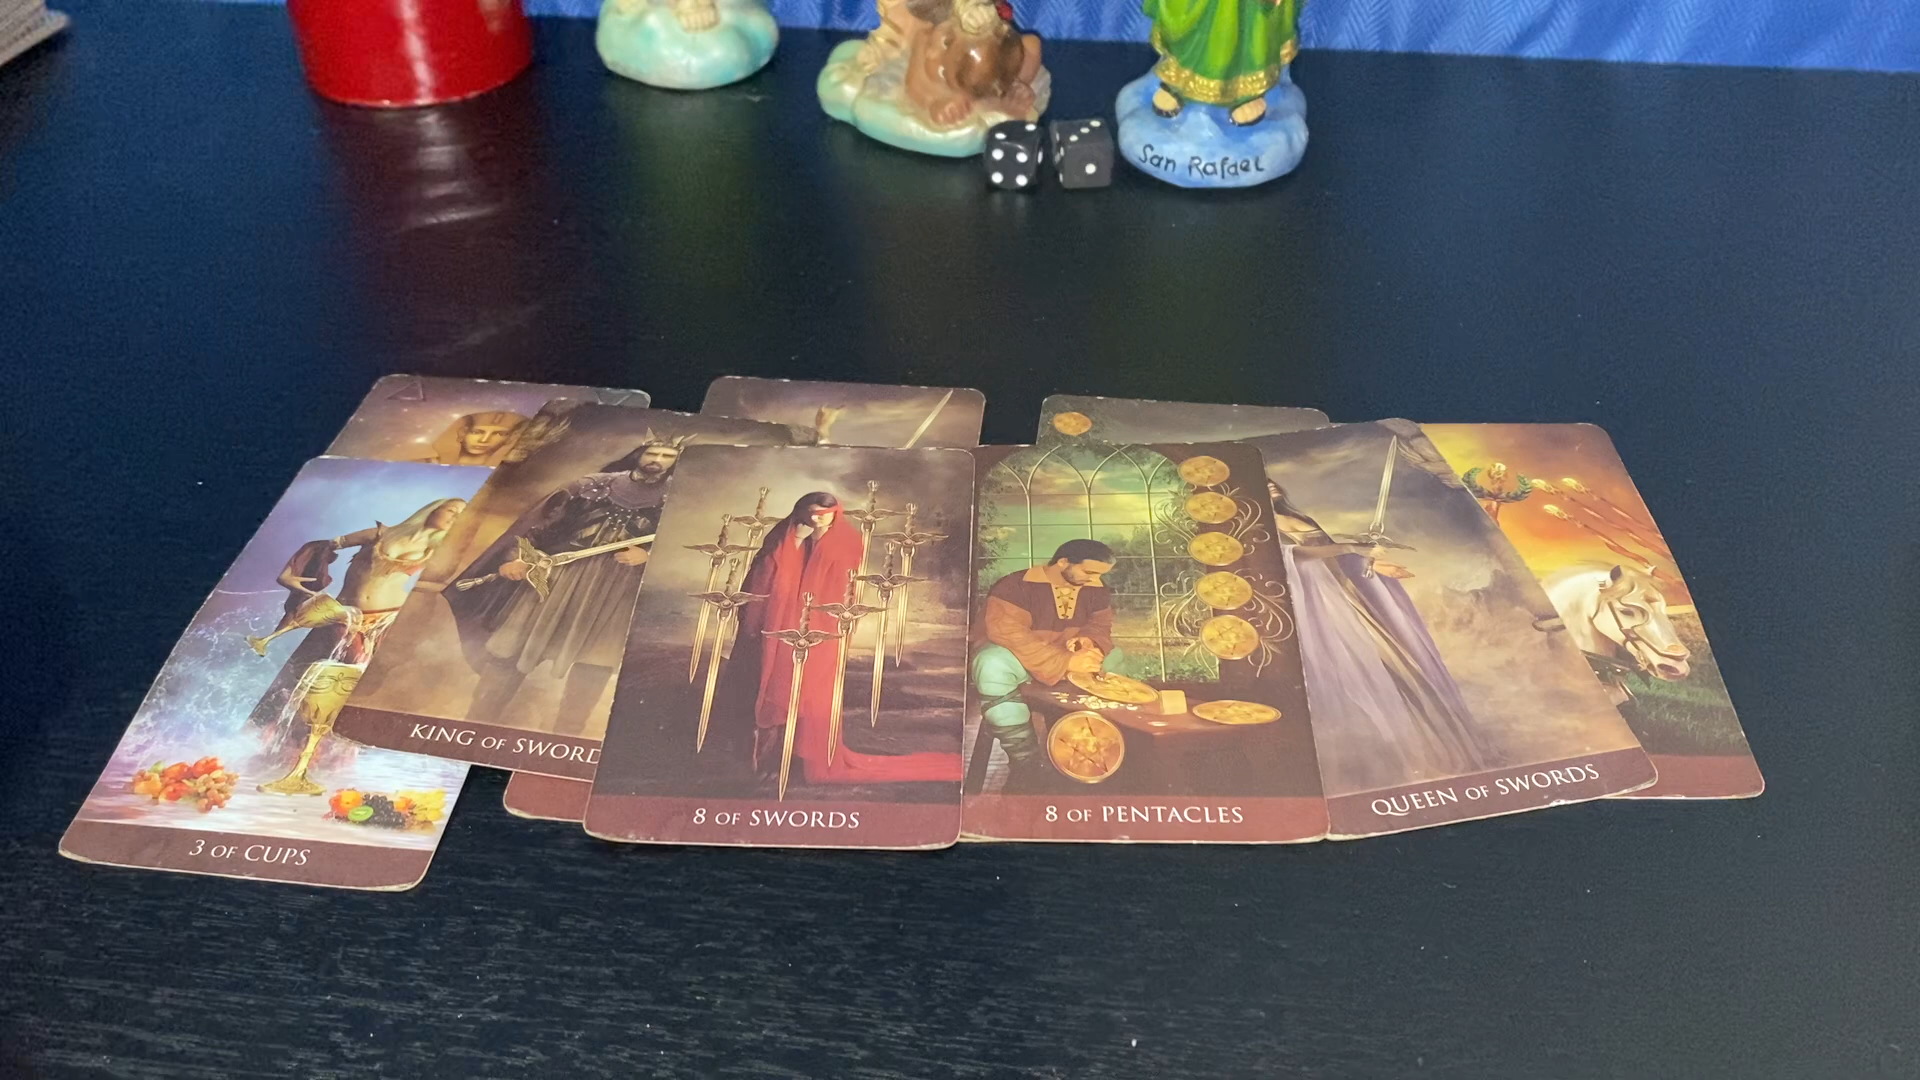 San Rafael
3 OF CUPS
KING OF SWORD
8 OF SWORDS
8 OF PENTACLES
QUEEN OF SWORDS